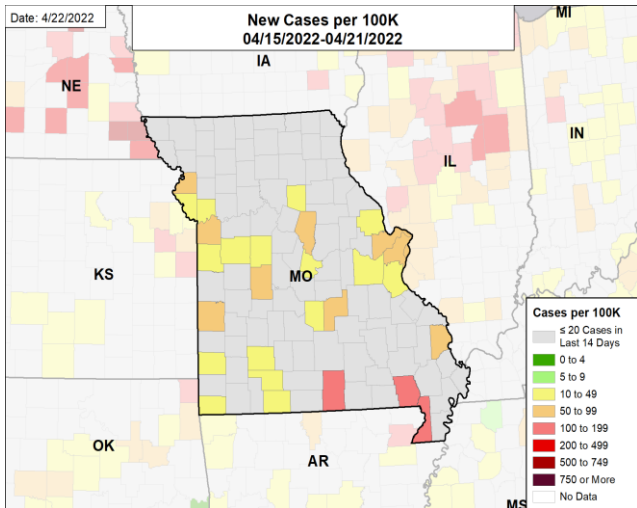 Date: 4/22/2022
New Cases per 100K
04/15/2022-04/21/2022
MI
IA
NE
IL
IN
KS
MO
OK
AR
MS
Cases per 100K
≤ 20 Cases in
Last 14 Days
0 to 4
5 to 9
10 to 49
50 to 99
100 to 199
200 to 499
500 to 749
750 or More
No Data